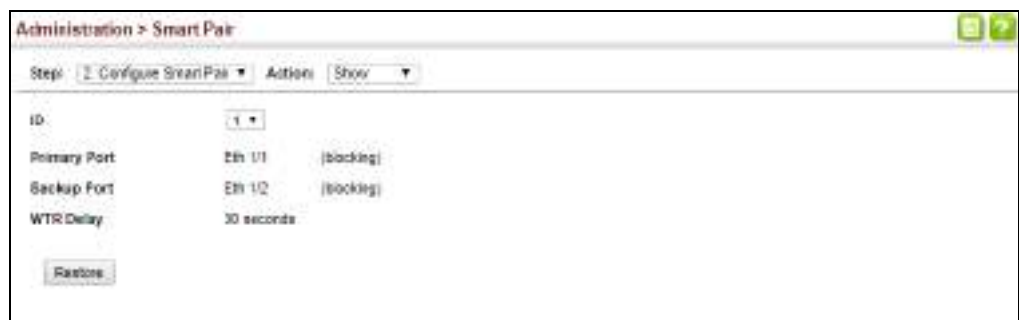 Administration > Smart Pair
Step: 2. Configure Smart Pair Action: Show
ID 1
Primary Port Eth 1/1 (blocking)
Backup Port Eth 1/2 (blocking)
WTR Delay 30 seconds
Restore